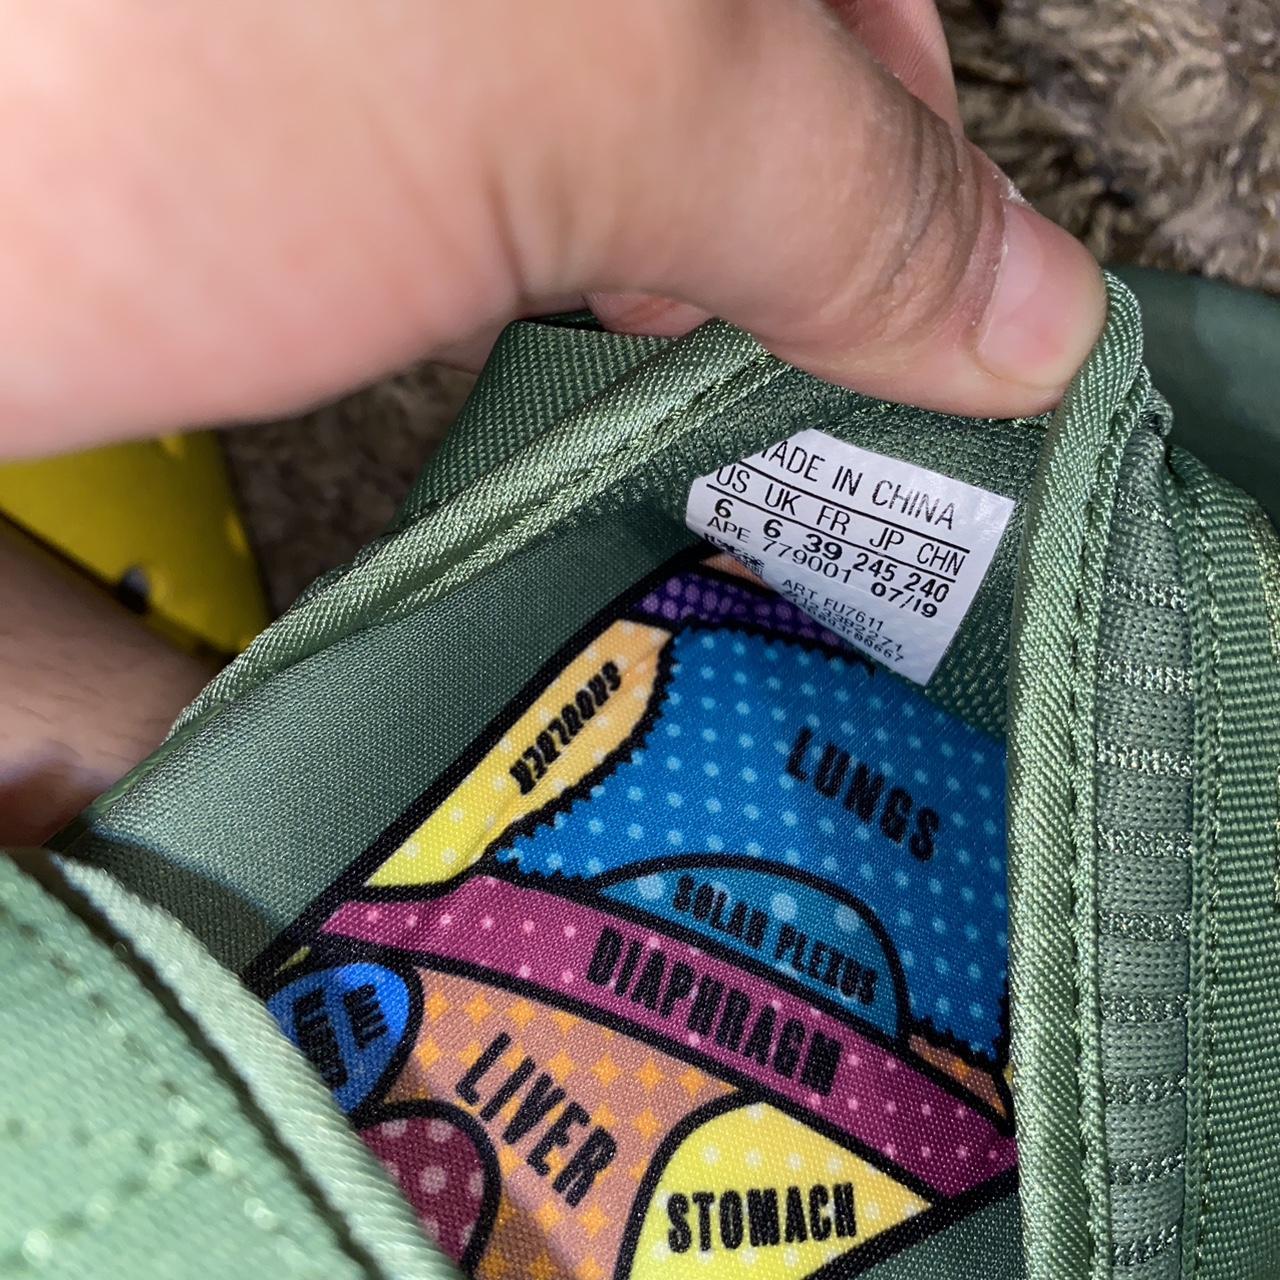 MADE IN CHINA
US UK FR JP CHN
6 6 39 245 240
APE 779001 07/19
ART FU7611
SHOULDER
LUNGS
SOLAR PLEXUS
DIAPHRAGM
LIVER
STOMACH